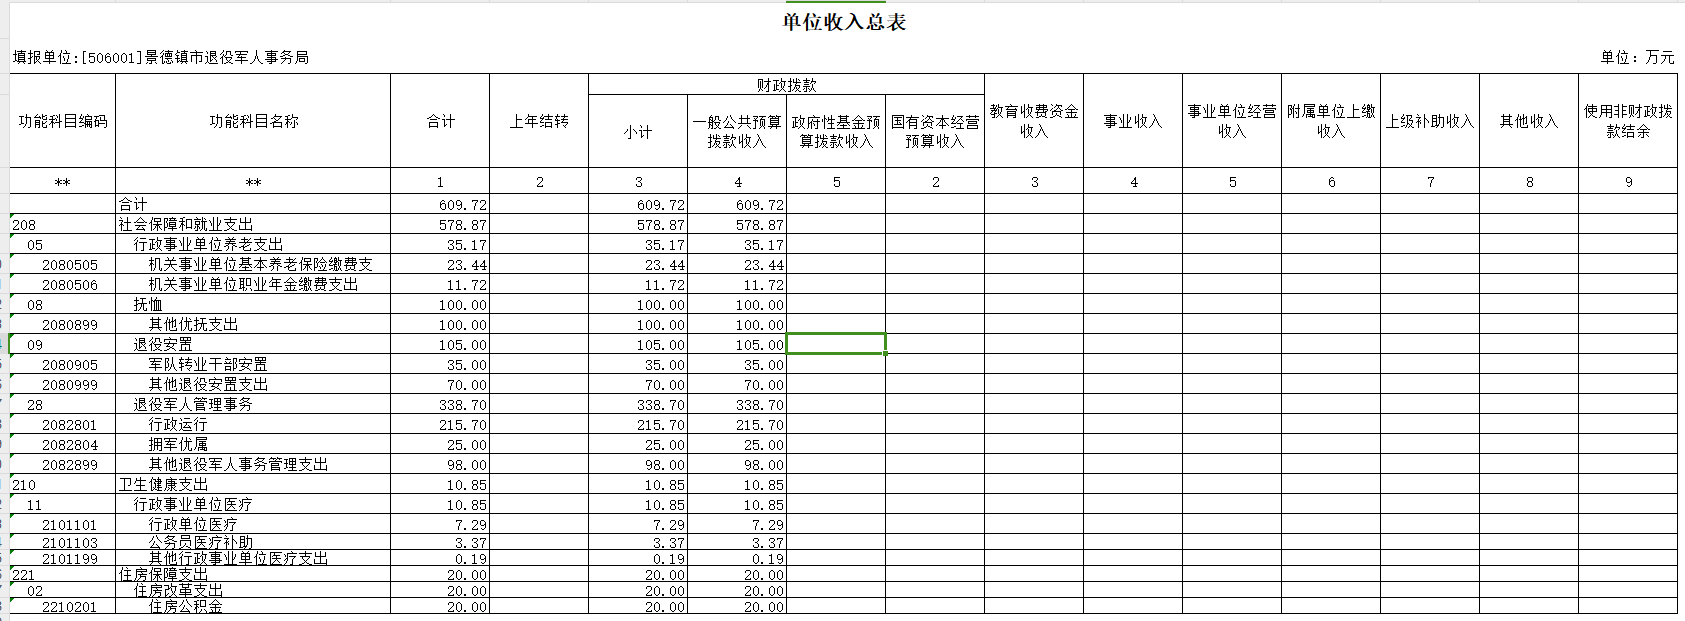 单位收入总表
填报单位:[506001]景德镇市退役军人事务局 单位：万元
功能科目编码 功能科目名称 合计 上年结转 财政拨款 教育收费资金收入 事业收入 事业单位经营收入 附属单位上缴收入 上级补助收入 其他收入 使用非财政拨款结余
小计 一般公共预算拨款收入 政府性基金预算拨款收入 国有资本经营预算收入
** ** 1 2 3 4 5 2 3 4 5 6 7 8 9
合计 609.72 609.72 609.72
208 社会保障和就业支出 578.87 578.87 578.87
05 行政事业单位养老支出 35.17 35.17 35.17
2080505 机关事业单位基本养老保险缴费支 23.44 23.44 23.44
2080506 机关事业单位职业年金缴费支出 11.72 11.72 11.72
08 抚恤 100.00 100.00 100.00
2080899 其他优抚支出 100.00 100.00 100.00
09 退役安置 105.00 105.00 105.00
2080905 军队转业干部安置 35.00 35.00 35.00
2080999 其他退役安置支出 70.00 70.00 70.00
28 退役军人管理事务 338.70 338.70 338.70
2082801 行政运行 215.70 215.70 215.70
2082804 拥军优属 25.00 25.00 25.00
2082899 其他退役军人事务管理支出 98.00 98.00 98.00
210 卫生健康支出 10.85 10.85 10.85
11 行政事业单位医疗 10.85 10.85 10.85
2101101 行政单位医疗 7.29 7.29 7.29
2101103 公务员医疗补助 3.37 3.37 3.37
2101199 其他行政事业单位医疗支出 0.19 0.19 0.19
221 住房保障支出 20.00 20.00 20.00
02 住房改革支出 20.00 20.00 20.00
2210201 住房公积金 20.00 20.00 20.00